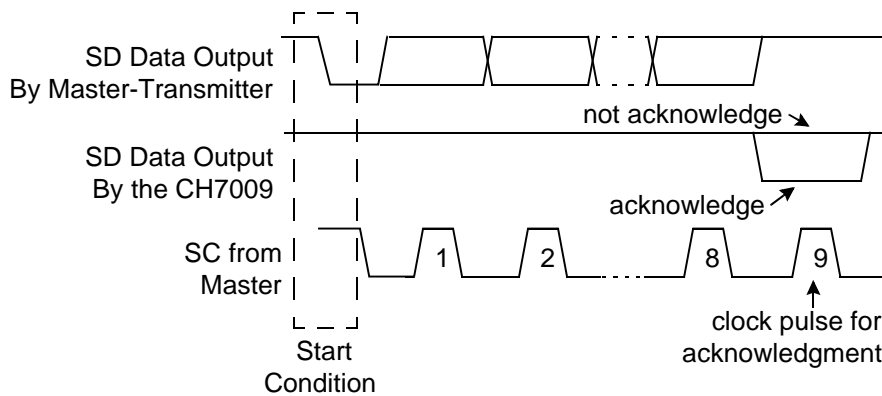 SD Data Output
By Master-Transmitter
not acknowledge
SD Data Output
By the CH7009
acknowledge
SC from
Master
1
2
8
9
clock pulse for
acknowledgment
Start
Condition